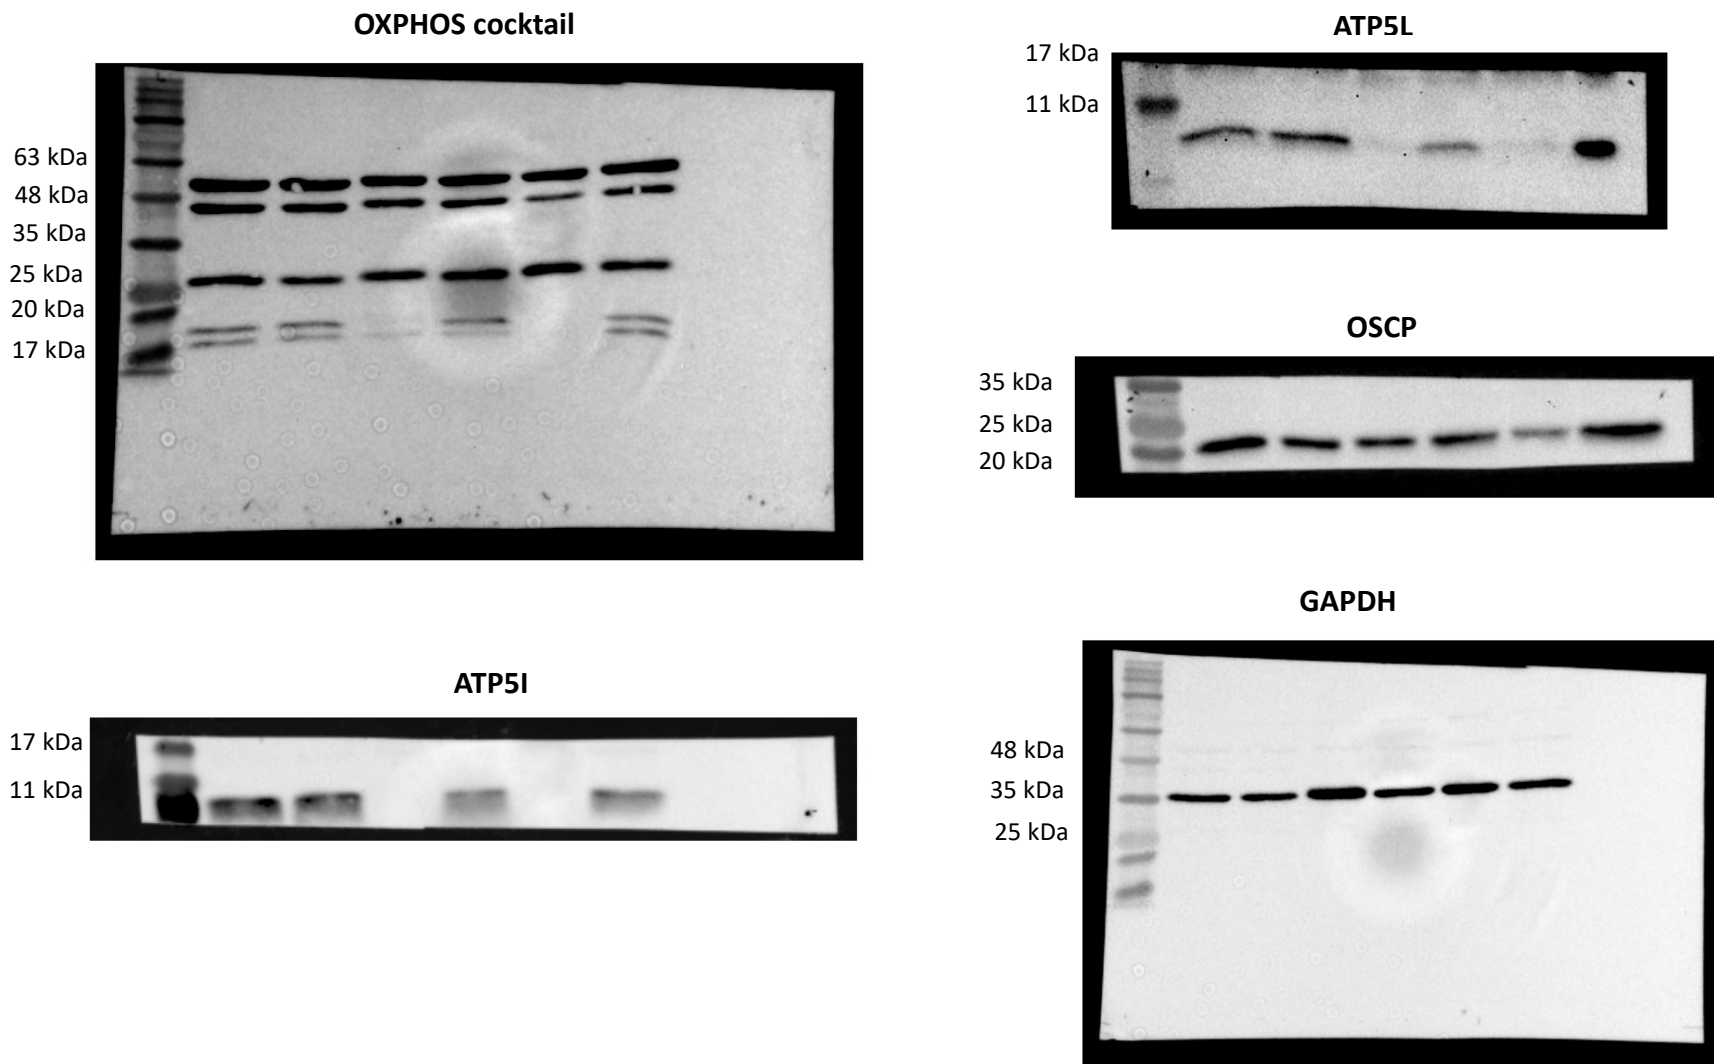 OXPHOS cocktail
63 kDa
48 kDa
35 kDa
25 kDa
20 kDa
17 kDa
ATP5L
17 kDa
11 kDa
OSCP
35 kDa
25 kDa
20 kDa
ATP5I
17 kDa
11 kDa
GAPDH
48 kDa
35 kDa
25 kDa